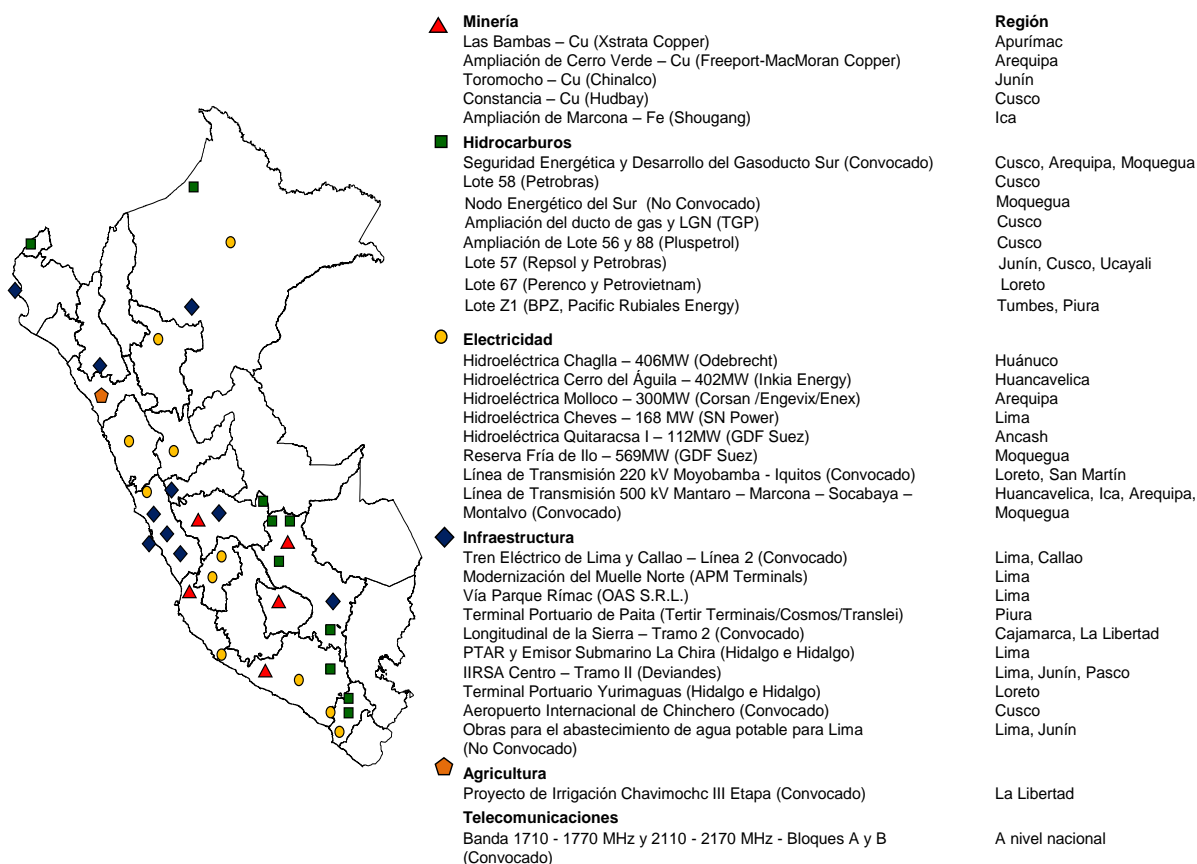 Minería Región
Las Bambas – Cu (Xstrata Copper) Apurímac
Ampliación de Cerro Verde – Cu (Freeport-MacMoran Copper) Arequipa
Toromocho – Cu (Chinalco) Junín
Constancia – Cu (Hudbay) Cusco
Ampliación de Marcona – Fe (Shougang) Ica
Hidrocarburos
Seguridad Energética y Desarrollo del Gasoducto Sur (Convocado) Cusco, Arequipa, Moquegua
Lote 58 (Petrobras) Cusco
Nodo Energético del Sur (No Convocado) Moquegua
Ampliación del ducto de gas y LGN (TGP) Cusco
Ampliación de Lote 56 y 88 (Pluspetrol) Cusco
Lote 57 (Repsol y Petrobras) Junín, Cusco, Ucayali
Lote 67 (Perenco y Petrovietnam) Loreto
Lote Z1 (BPZ, Pacific Rubiales Energy) Tumbes, Piura
Electricidad
Hidroeléctrica Chaglla – 406MW (Odebrecht) Huánuco
Hidroeléctrica Cerro del Águila – 402MW (Inkia Energy) Huancavelica
Hidroeléctrica Molloco – 300MW (Corsan /Engevix/Enex) Arequipa
Hidroeléctrica Cheves – 168 MW (SN Power) Lima
Hidroeléctrica Quitaracsa I – 112MW (GDF Suez) Ancash
Reserva Fría de Ilo – 569MW (GDF Suez) Moquegua
Línea de Transmisión 220 kV Moyobamba - Iquitos (Convocado) Loreto, San Martín
Línea de Transmisión 500 kV Mantaro – Marcona – Socabaya – Huancavelica, Ica, Arequipa,
Montalvo (Convocado) Moquegua
Infraestructura
Tren Eléctrico de Lima y Callao – Línea 2 (Convocado) Lima, Callao
Modernización del Muelle Norte (APM Terminals) Lima
Vía Parque Rímac (OAS S.R.L.) Lima
Terminal Portuario de Paita (Tertir Terminais/Cosmos/Translei) Piura
Longitudinal de la Sierra – Tramo 2 (Convocado) Cajamarca, La Libertad
PTAR y Emisor Submarino La Chira (Hidalgo e Hidalgo) Lima
IIRSA Centro – Tramo II (Deviandes) Lima, Junín, Pasco
Terminal Portuario Yurimaguas (Hidalgo e Hidalgo) Loreto
Aeropuerto Internacional de Chinchero (Convocado) Cusco
Obras para el abastecimiento de agua potable para Lima Lima, Junín
(No Convocado)
Agricultura
Proyecto de Irrigación Chavimochc III Etapa (Convocado) La Libertad
Telecomunicaciones
Banda 1710 - 1770 MHz y 2110 - 2170 MHz - Bloques A y B A nivel nacional
(Convocado)